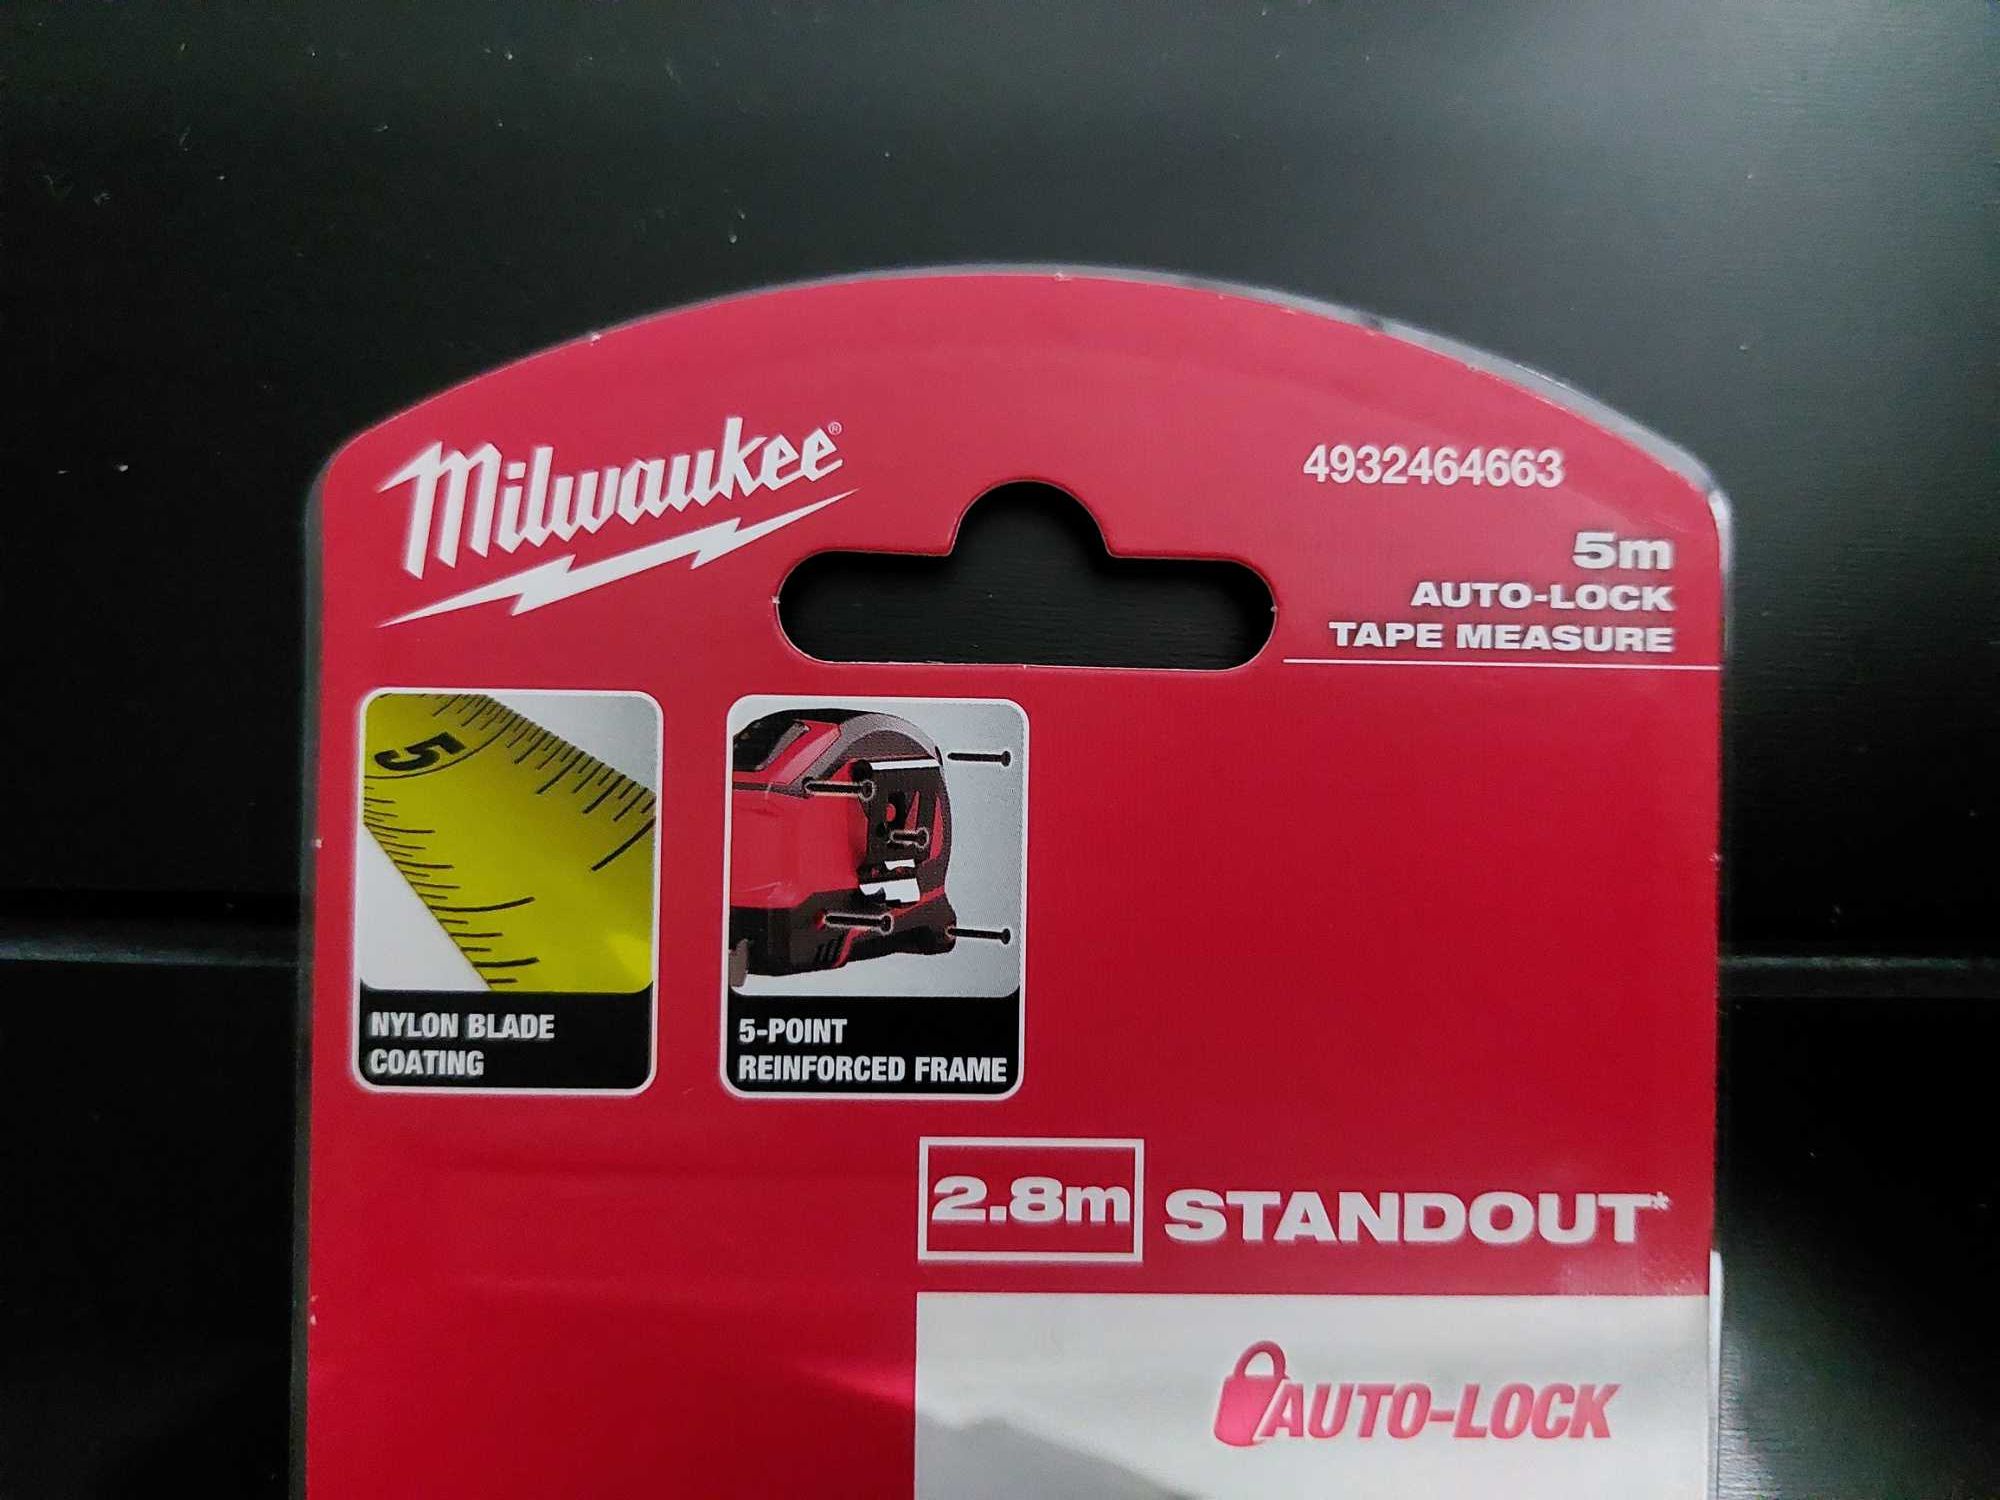 Milwaukee®
4932464663
5m
AUTO-LOCK
TAPE MEASURE
5
NYLON BLADE
COATING
5-POINT
REINFORCED FRAME
2.8m STANDOUT*
AUTO-LOCK